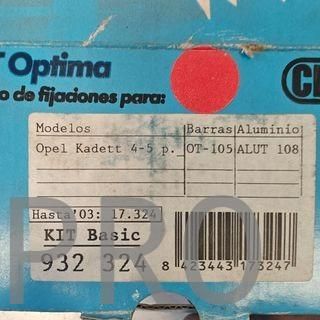 Optima
o de fijaciones para:
Modelos Barras Aluminio
Opel Kadett 4-5 p. OT-105 ALUT 108
Hasta'03: 17.324
KIT Basic
932 324
8 423443 173247
PRO